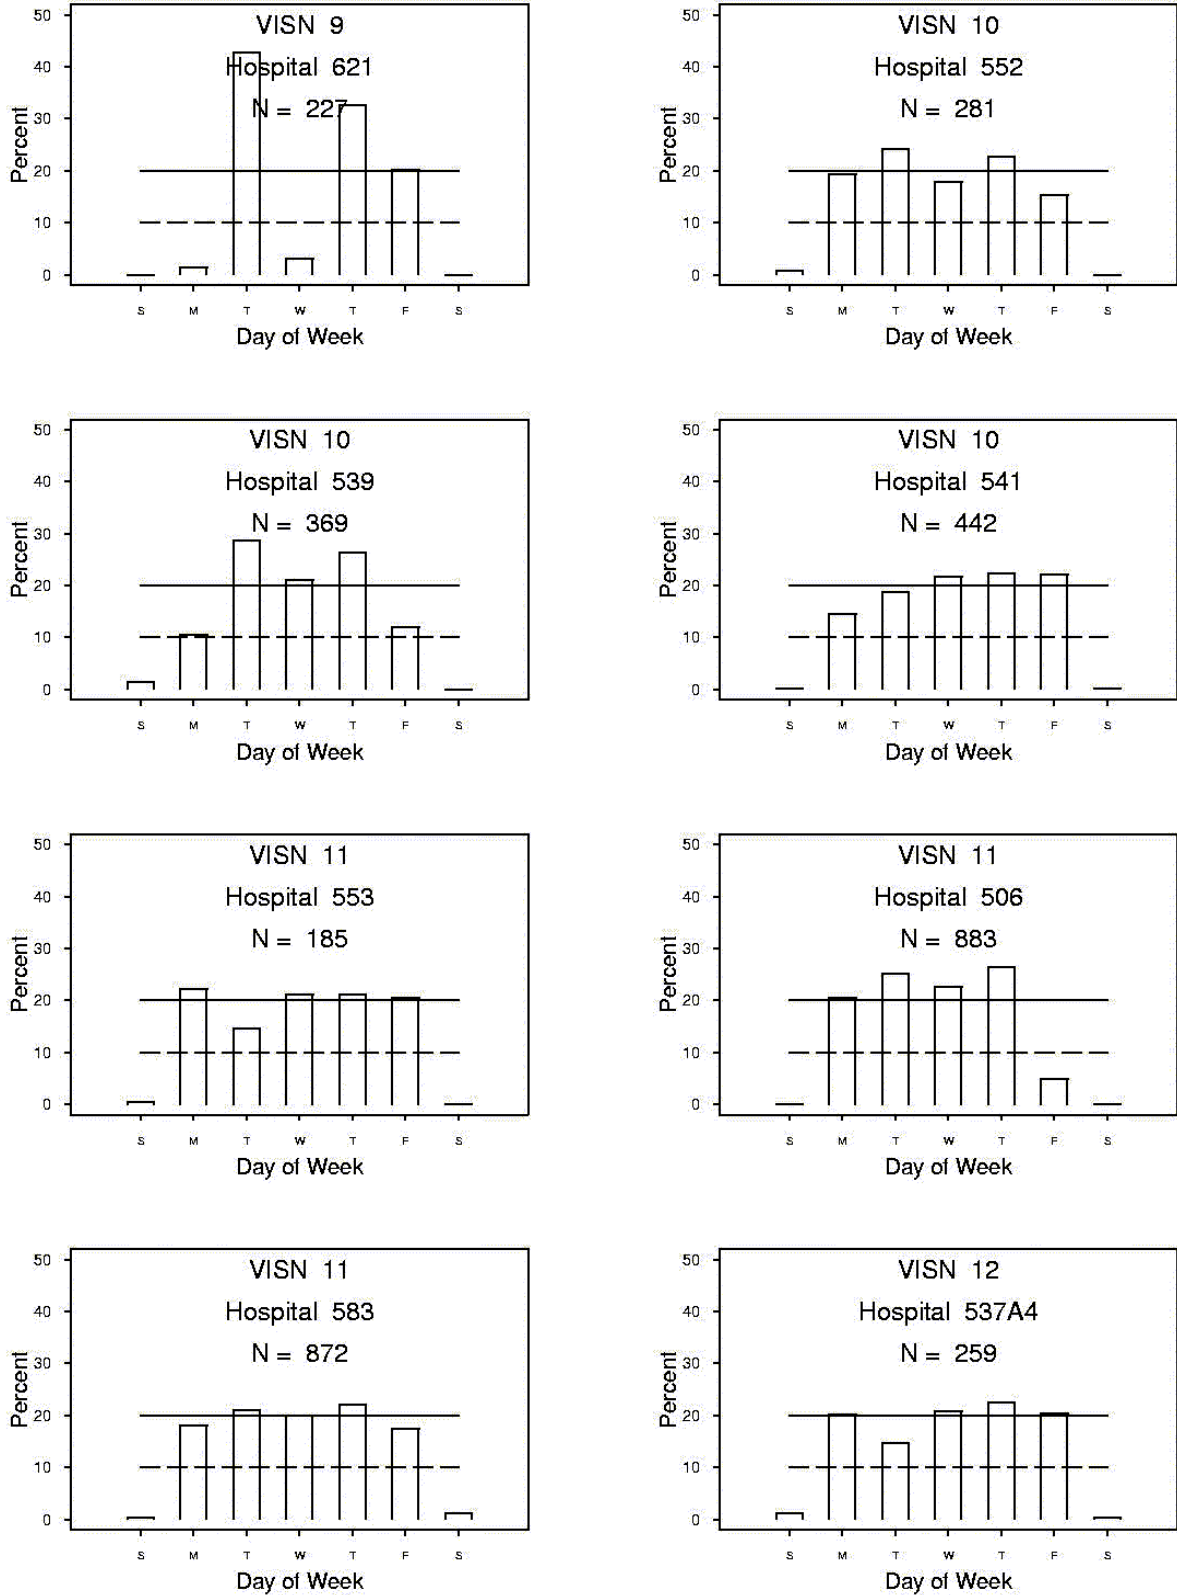 VISN 9
Hospital 621
N = 227
Percent
50
40
30
20
10
0
S M T W T F S
Day of Week
VISN 10
Hospital 552
N = 281
Percent
50
40
30
20
10
0
S M T W T F S
Day of Week
VISN 10
Hospital 539
N = 369
Percent
50
40
30
20
10
0
S M T W T F S
Day of Week
VISN 10
Hospital 541
N = 442
Percent
50
40
30
20
10
0
S M T W T F S
Day of Week
VISN 11
Hospital 553
N = 185
Percent
50
40
30
20
10
0
S M T W T F S
Day of Week
VISN 11
Hospital 506
N = 883
Percent
50
40
30
20
10
0
S M T W T F S
Day of Week
VISN 11
Hospital 583
N = 872
Percent
50
40
30
20
10
0
S M T W T F S
Day of Week
VISN 12
Hospital 537A4
N = 259
Percent
50
40
30
20
10
0
S M T W T F S
Day of Week